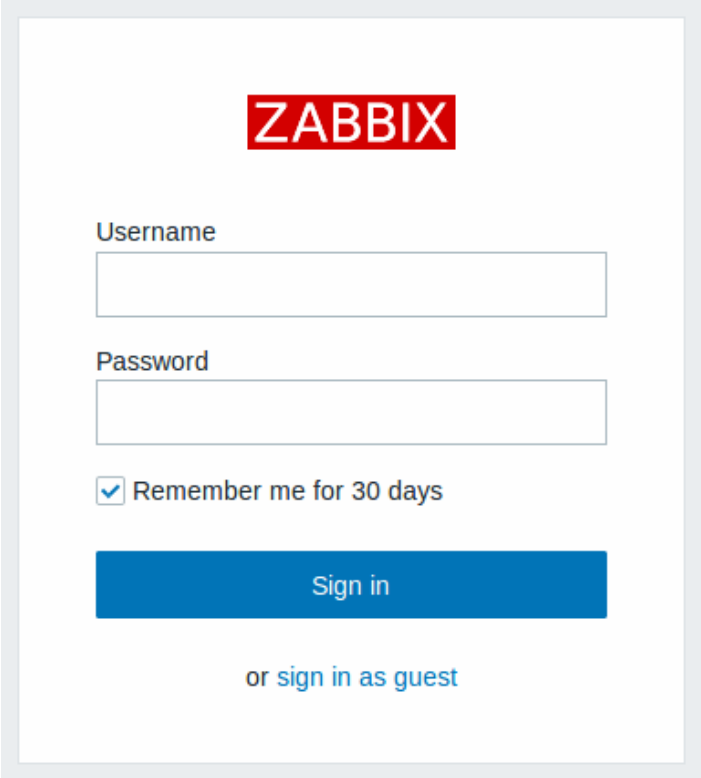 ZABBIX
Username
Password
Remember me for 30 days
Sign in
or sign in as guest